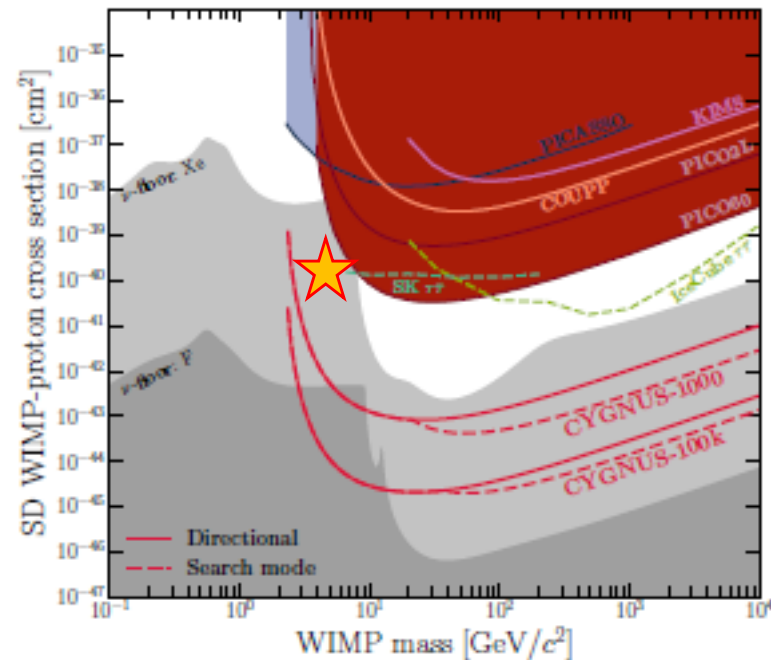 SD WIMP-proton cross section [cm²]
10⁻³⁵
10⁻³⁶
10⁻³⁷
10⁻³⁸
10⁻³⁹
10⁻⁴⁰
10⁻⁴¹
10⁻⁴²
10⁻⁴³
10⁻⁴⁴
10⁻⁴⁵
10⁻⁴⁶
10⁻⁴⁷
ν-floor: Xe
ν-floor: F
PICASSO
KIMS
COUPP
PICO2L
PICO60
SK ττ̄
IceCube ττ̄
CYGNUS-1000
CYGNUS-100k
Directional
Search mode
10⁻¹
10⁰
10¹
10²
10³
10⁴
WIMP mass [GeV/c²]